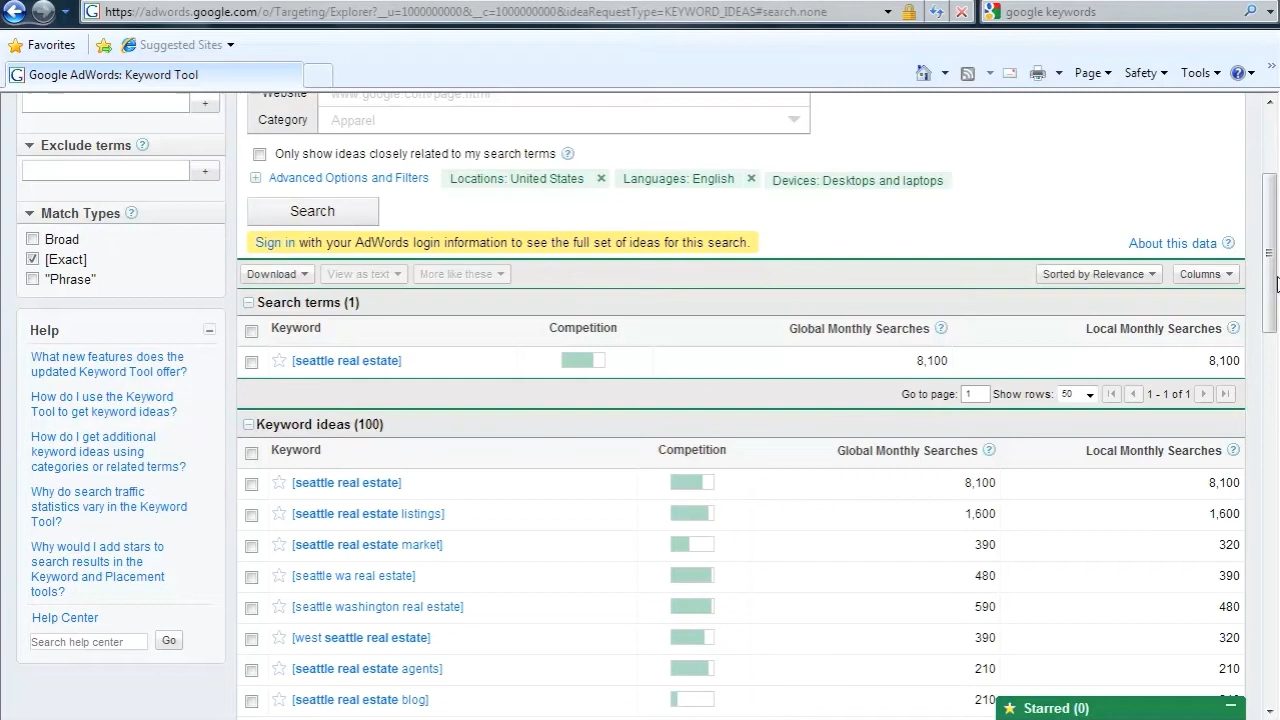 https://adwords.google.com/o/Targeting/Explorer?__u=1000000000&__c=1000000000&ideaRequestType=KEYWORD_IDEAS#search.none
google keywords
Favorites
Suggested Sites
Google AdWords: Keyword Tool
Page
Safety
Tools
Website
www.google.com/page.html
Category
Apparel
Exclude terms
Only show ideas closely related to my search terms
Advanced Options and Filters
Locations: United States
Languages: English
Devices: Desktops and laptops
Search
Match Types
Broad
[Exact]
"Phrase"
Sign in with your AdWords login information to see the full set of ideas for this search.
About this data
Download
View as text
More like these
Sorted by Relevance
Columns
Search terms (1)
Keyword Competition Global Monthly Searches Local Monthly Searches
[seattle real estate] 8,100 8,100
Go to page: 1 Show rows: 50 1 - 1 of 1
Keyword ideas (100)
Keyword Competition Global Monthly Searches Local Monthly Searches
[seattle real estate] 8,100 8,100
[seattle real estate listings] 1,600 1,600
[seattle real estate market] 390 320
[seattle wa real estate] 480 390
[seattle washington real estate] 590 480
[west seattle real estate] 390 320
[seattle real estate agents] 210 210
[seattle real estate blog] 210
Starred (0)
Help
What new features does the
updated Keyword Tool offer?
How do I use the Keyword
Tool to get keyword ideas?
How do I get additional
keyword ideas using
categories or related terms?
Why do search traffic
statistics vary in the Keyword
Tool?
Why would I add stars to
search results in the
Keyword and Placement
tools?
Help Center
Search help center
Go